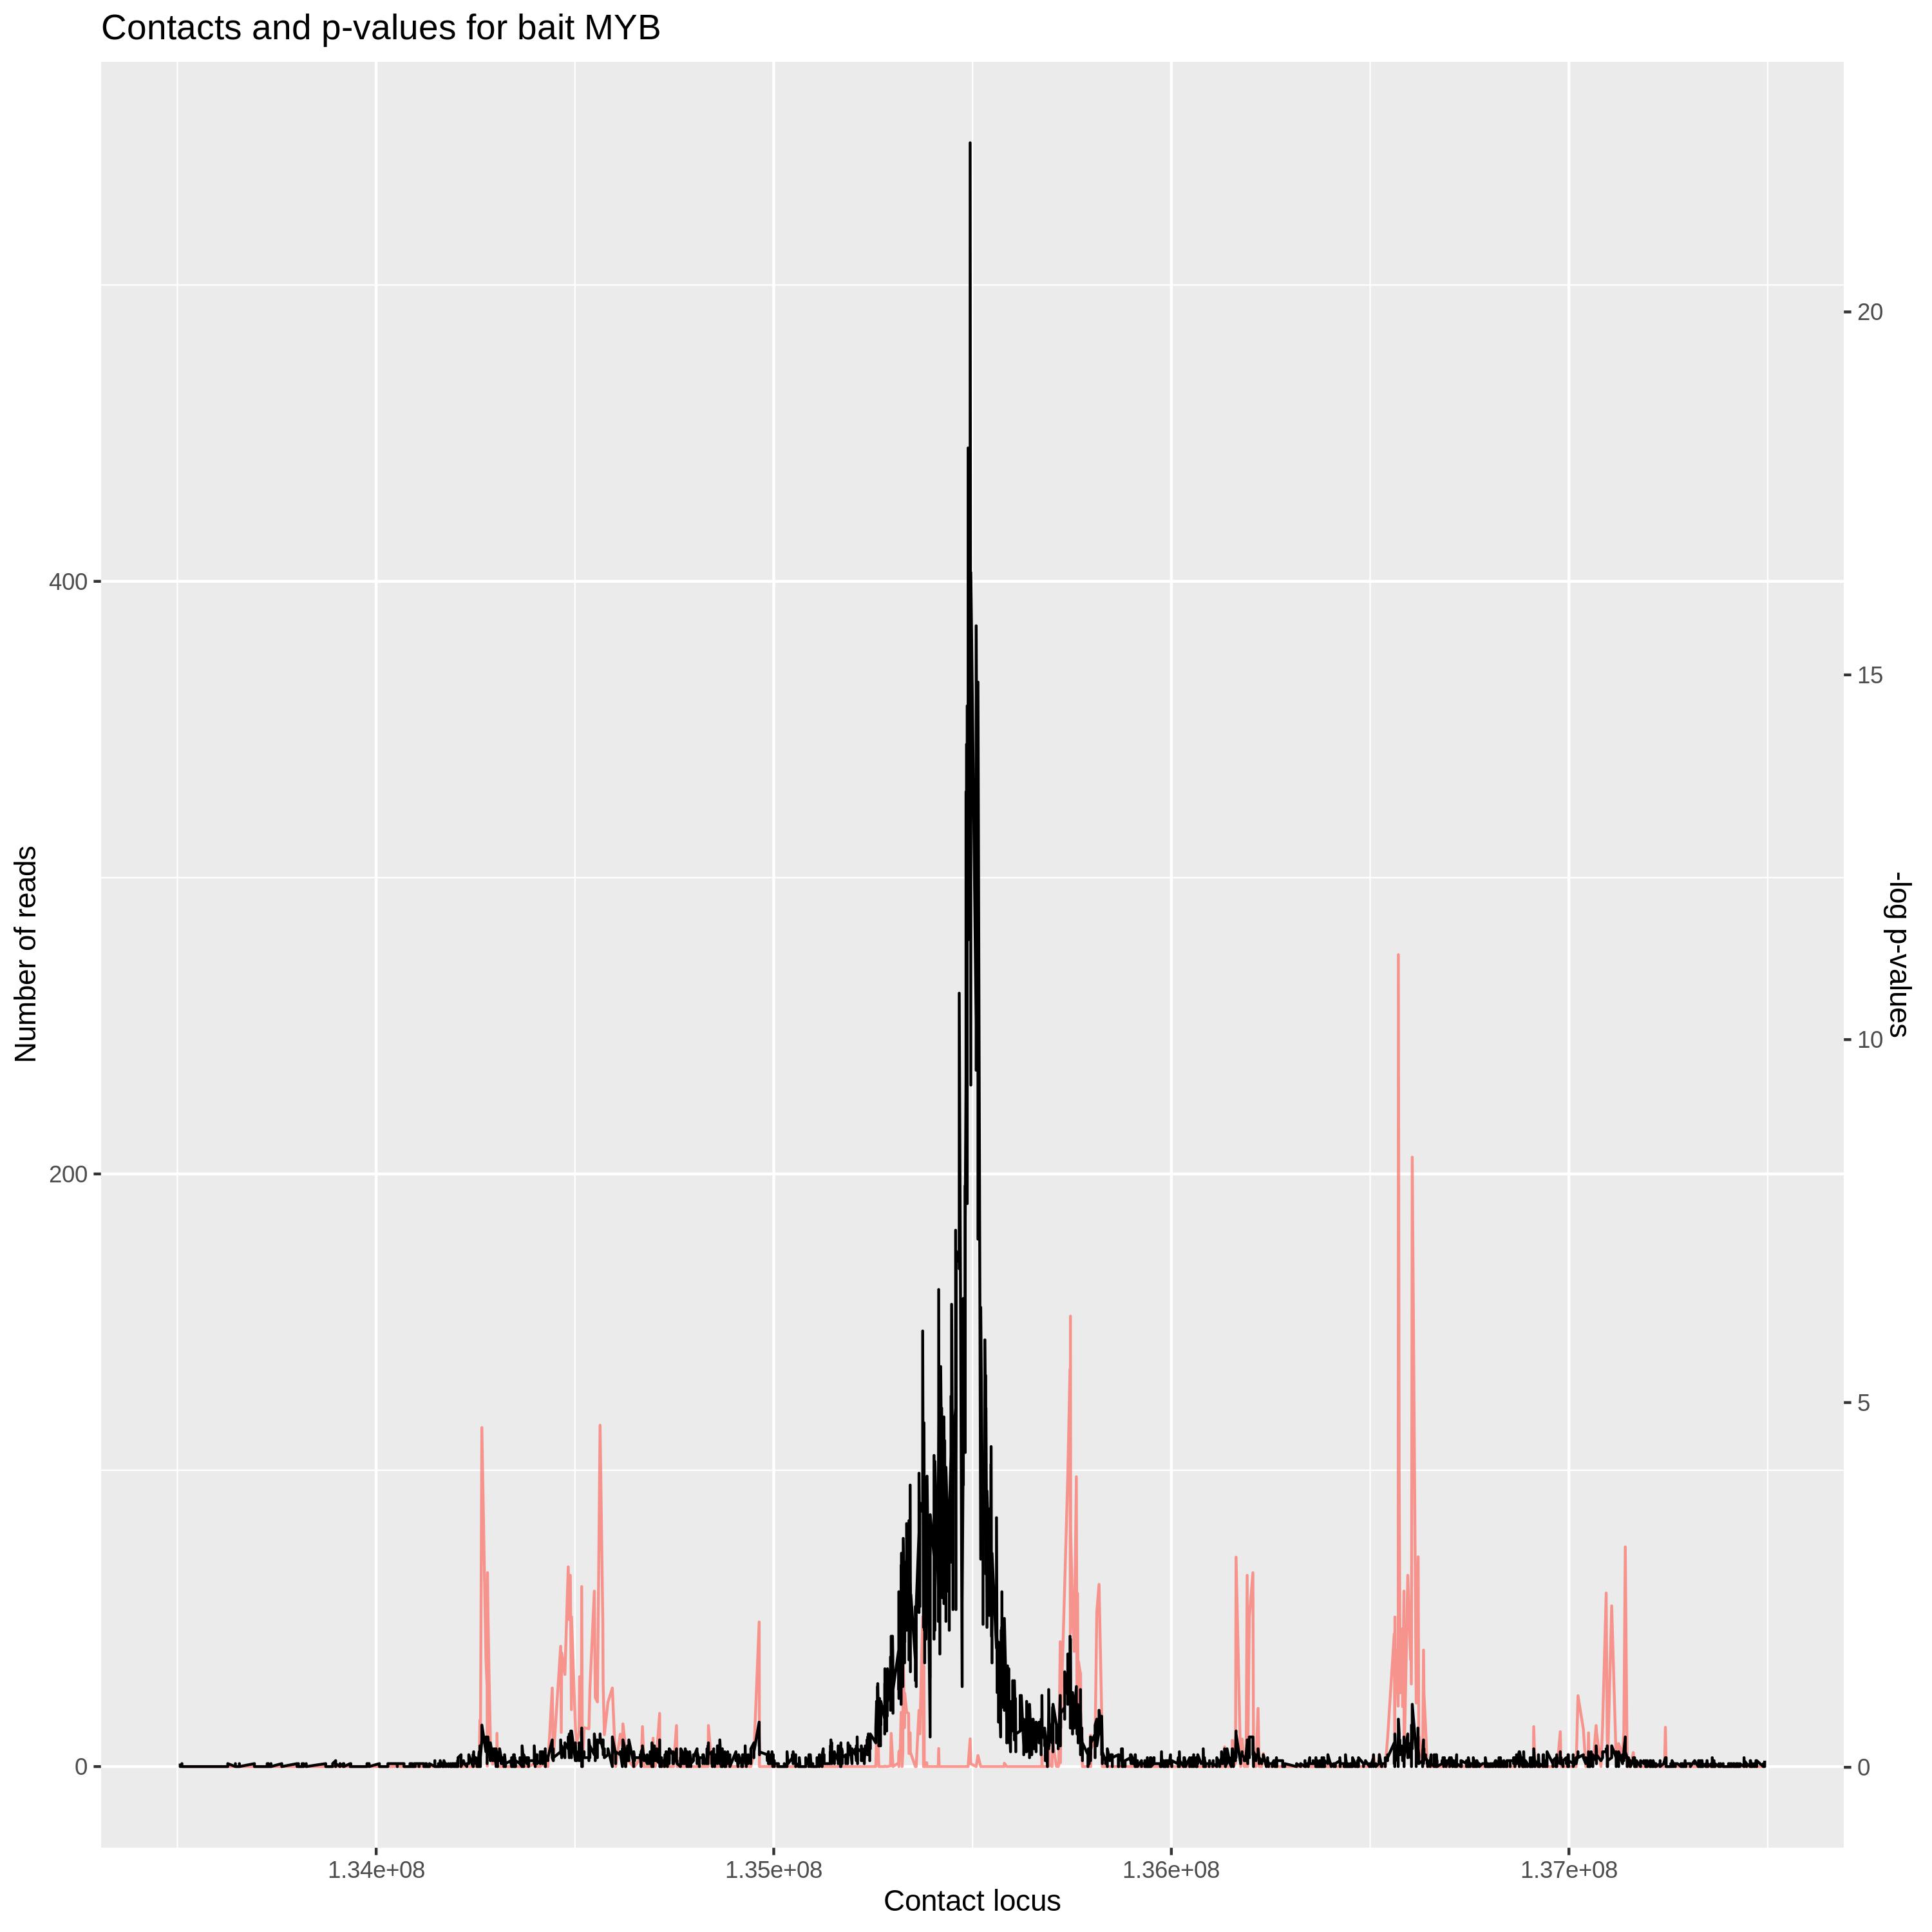 Contacts and p-values for bait MYB
Number of reads
400
200
0
20
15
10
5
0
-log p-values
1.34e+08
1.35e+08
1.36e+08
1.37e+08
Contact locus